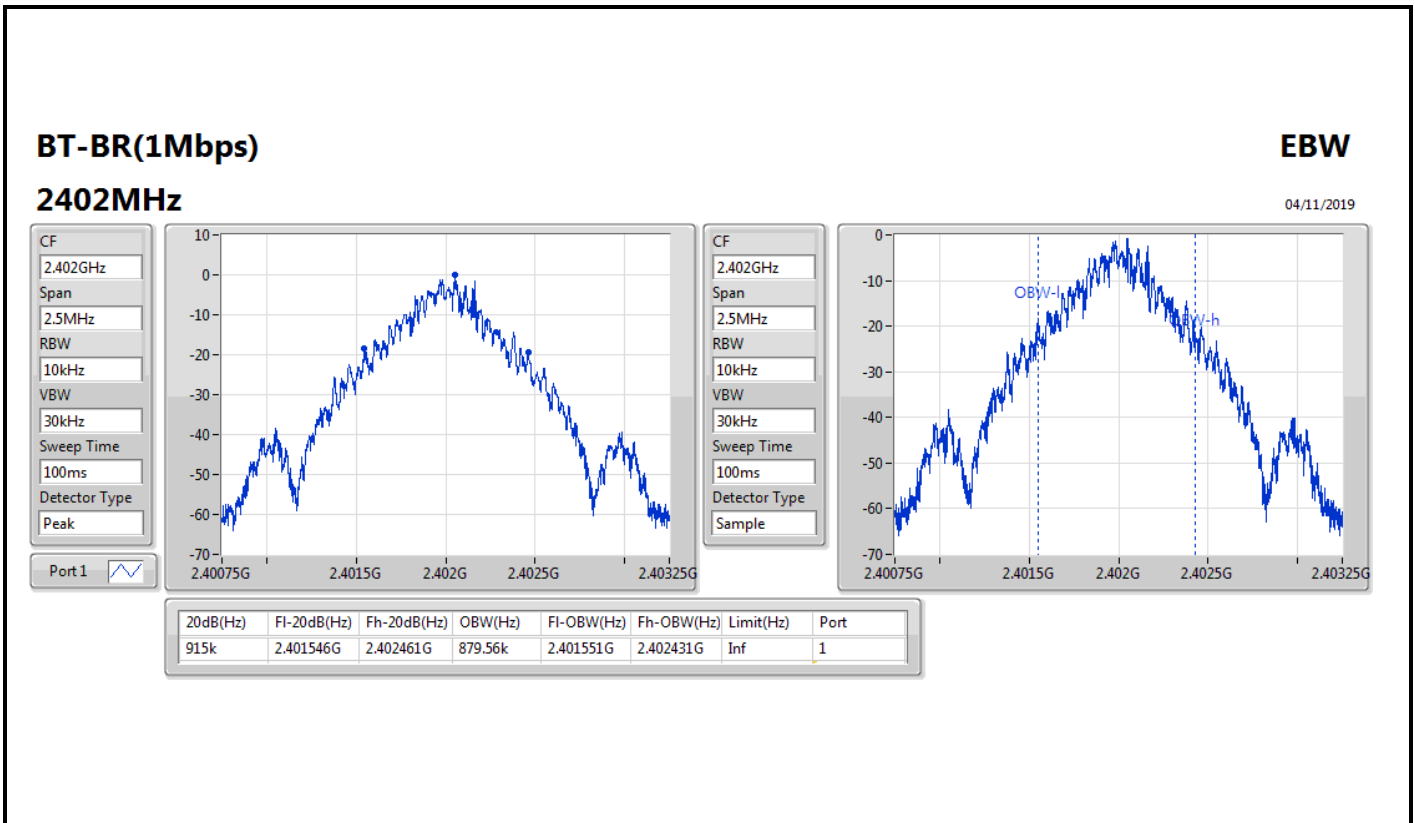 BT-BR(1Mbps)
EBW
2402MHz
04/11/2019
CF
2.402GHz
Span
2.5MHz
RBW
10kHz
VBW
30kHz
Sweep Time
100ms
Detector Type
Peak
Port 1
10
0
-10
-20
-30
-40
-50
-60
-70
2.40075G 2.4015G 2.402G 2.4025G 2.40325G
CF
2.402GHz
Span
2.5MHz
RBW
10kHz
VBW
30kHz
Sweep Time
100ms
Detector Type
Sample
0
-10
-20
-30
-40
-50
-60
-70
OBW-l
OBW-h
2.40075G 2.4015G 2.402G 2.4025G 2.40325G
20dB(Hz) Fl-20dB(Hz) Fh-20dB(Hz) OBW(Hz) Fl-OBW(Hz) Fh-OBW(Hz) Limit(Hz) Port
915k 2.401546G 2.402461G 879.56k 2.401551G 2.402431G Inf 1